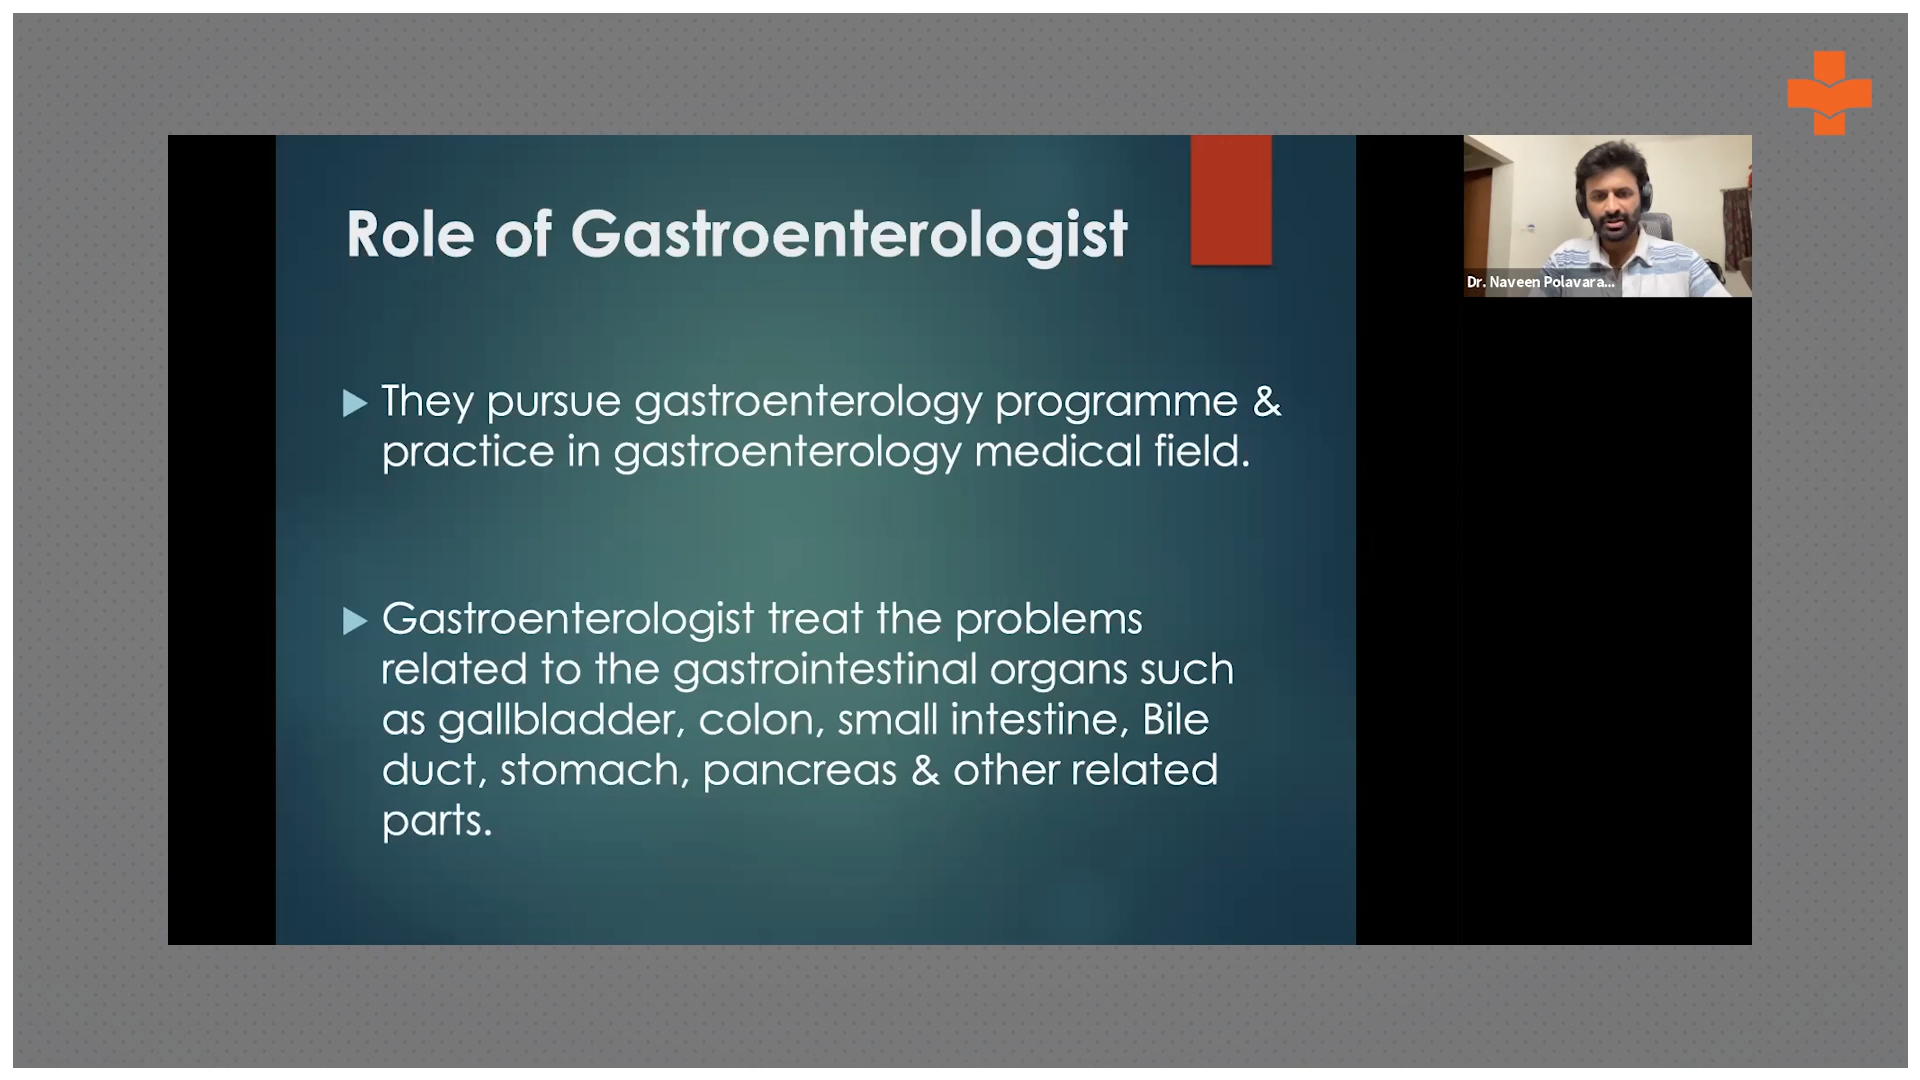 Role of Gastroenterologist
They pursue gastroenterology programme &
practice in gastroenterology medical field.
Gastroenterologist treat the problems
related to the gastrointestinal organs such
as gallbladder, colon, small intestine, Bile
duct, stomach, pancreas & other related
parts.
Dr. Naveen Polavara...